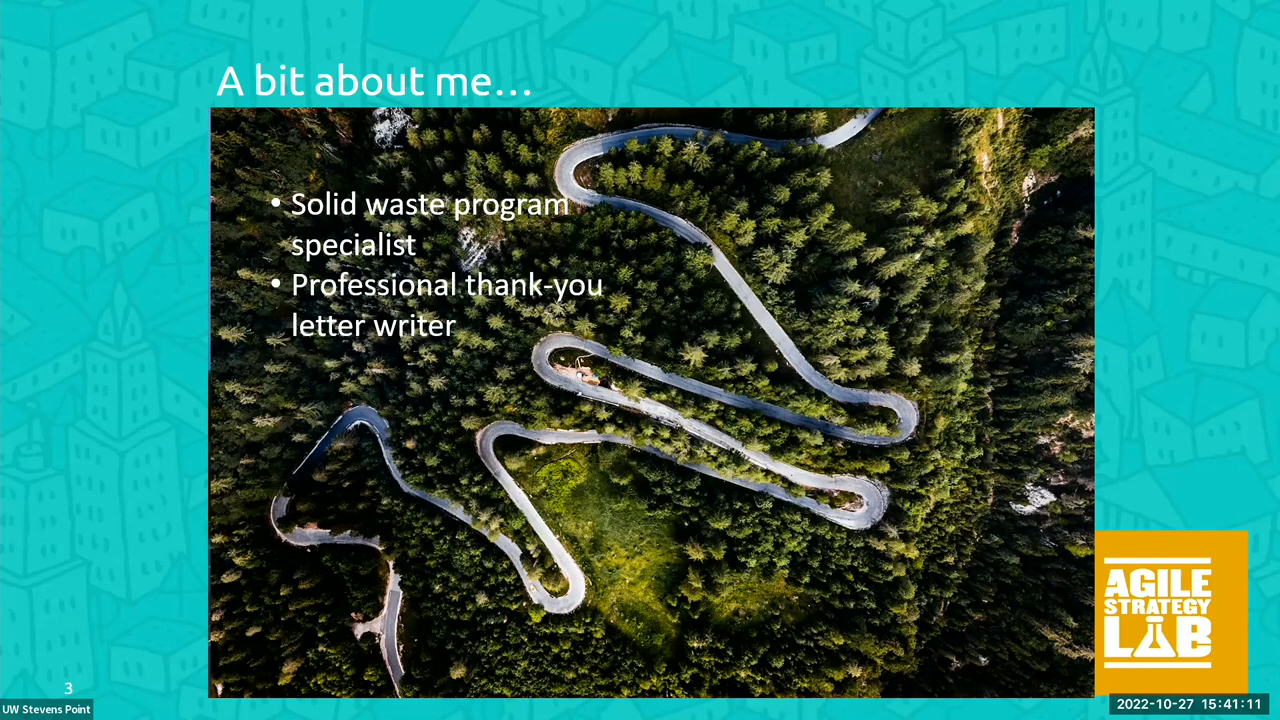 A bit about me...
• Solid waste program
specialist
• Professional thank-you
letter writer
AGILE
STRATEGY
LAB
3
UW Stevens Point
2022-10-27 15:41:11